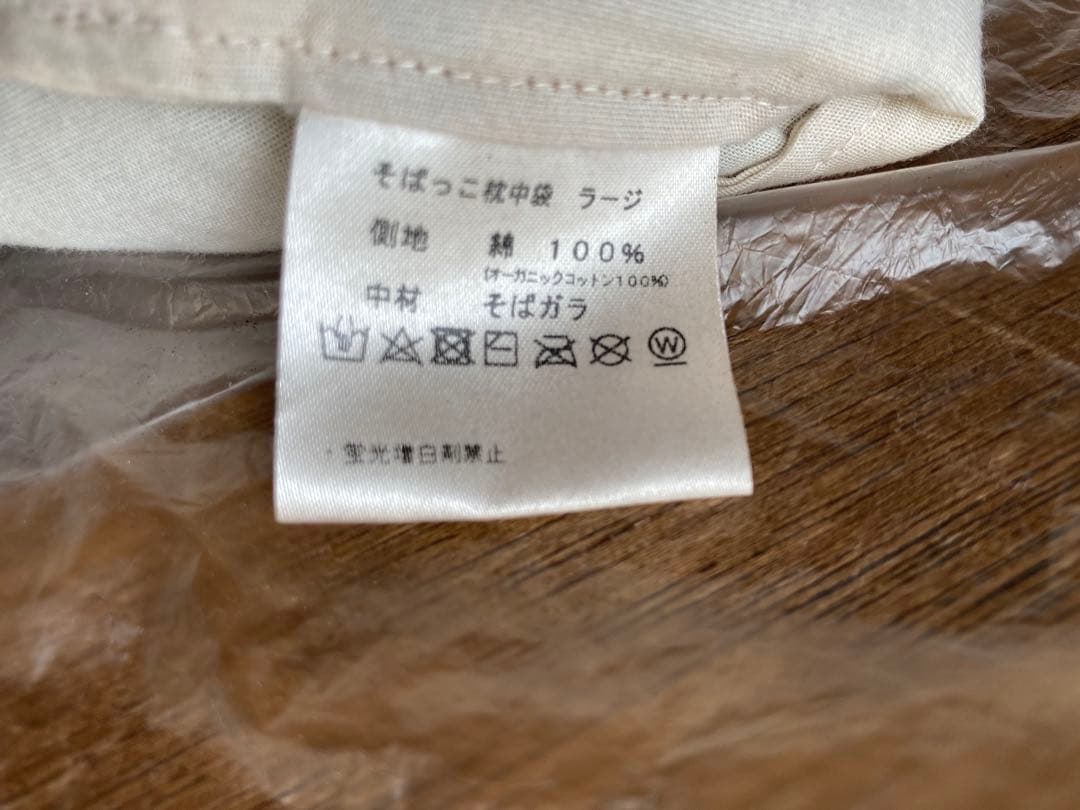 そばっこ枕中袋 ラージ
側地 綿 100%
(オーガニックコットン100%)
中材 そばガラ
W
・蛍光増白剤禁止